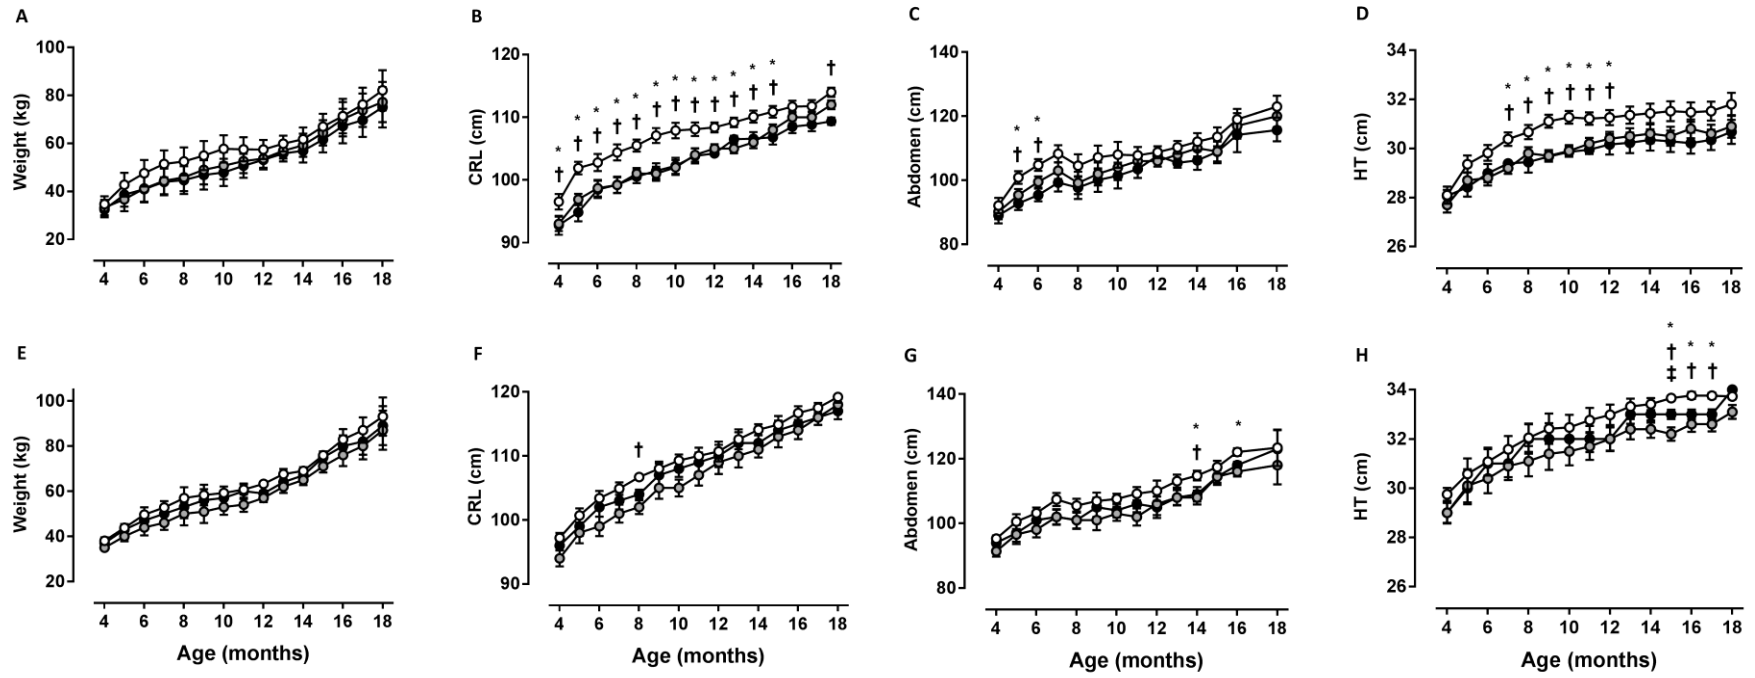 A
Weight (kg)
100
80
60
40
20
4 6 8 10 12 14 16 18
B
CRL (cm)
120
110
100
90
* * * * * * * * * * * *
† † † † † † † † † † † † †
4 6 8 10 12 14 16 18
C
Abdomen (cm)
140
120
100
80
* *
† †
4 6 8 10 12 14 16 18
D
HT (cm)
34
32
30
28
26
* * * * * *
† † † † † †
4 6 8 10 12 14 16 18
E
Weight (kg)
100
80
60
40
20
4 6 8 10 12 14 16 18
Age (months)
F
CRL (cm)
120
110
100
90
†
4 6 8 10 12 14 16 18
Age (months)
G
Abdomen (cm)
140
120
100
80
* *
†
4 6 8 10 12 14 16 18
Age (months)
H
HT (cm)
34
32
30
28
26
*
† * *
‡ † †
4 6 8 10 12 14 16 18
Age (months)